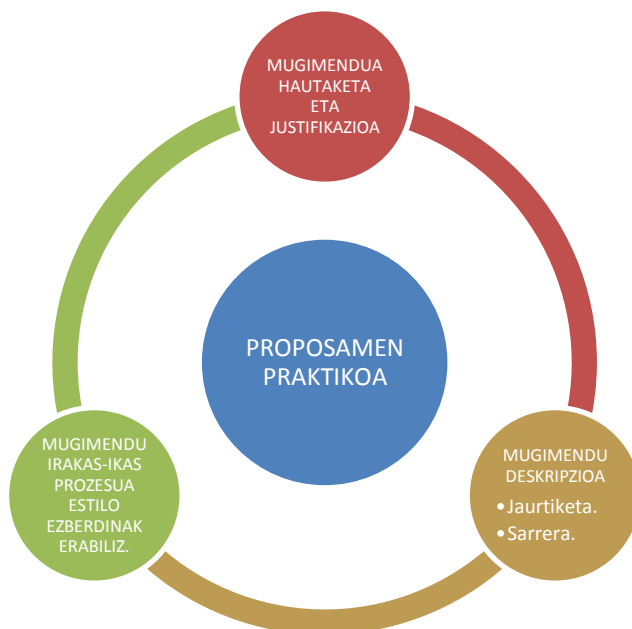 MUGIMENDUA
HAUTAKETA
ETA
JUSTIFIKAZIOA
PROPOSAMEN
PRAKTIKOA
MUGIMENDU
IRAKAS-IKAS
PROZESUA
ESTILO
EZBERDINAK
ERABILIZ.
MUGIMENDU
DESKRIPZIOA
•Jaurtiketa.
•Sarrera.